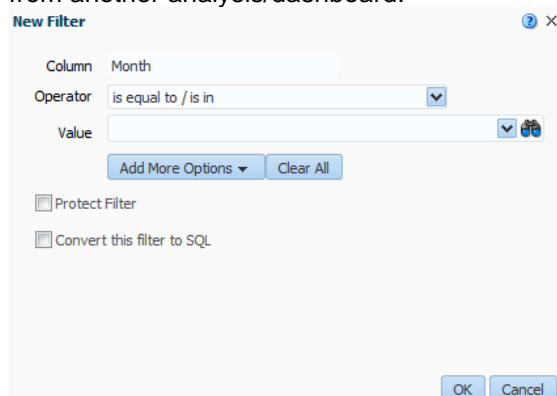 from another analysis/dashboard.
New Filter
Column Month
Operator is equal to / is in
Value
Add More Options Clear All
Protect Filter
Convert this filter to SQL
OK Cancel